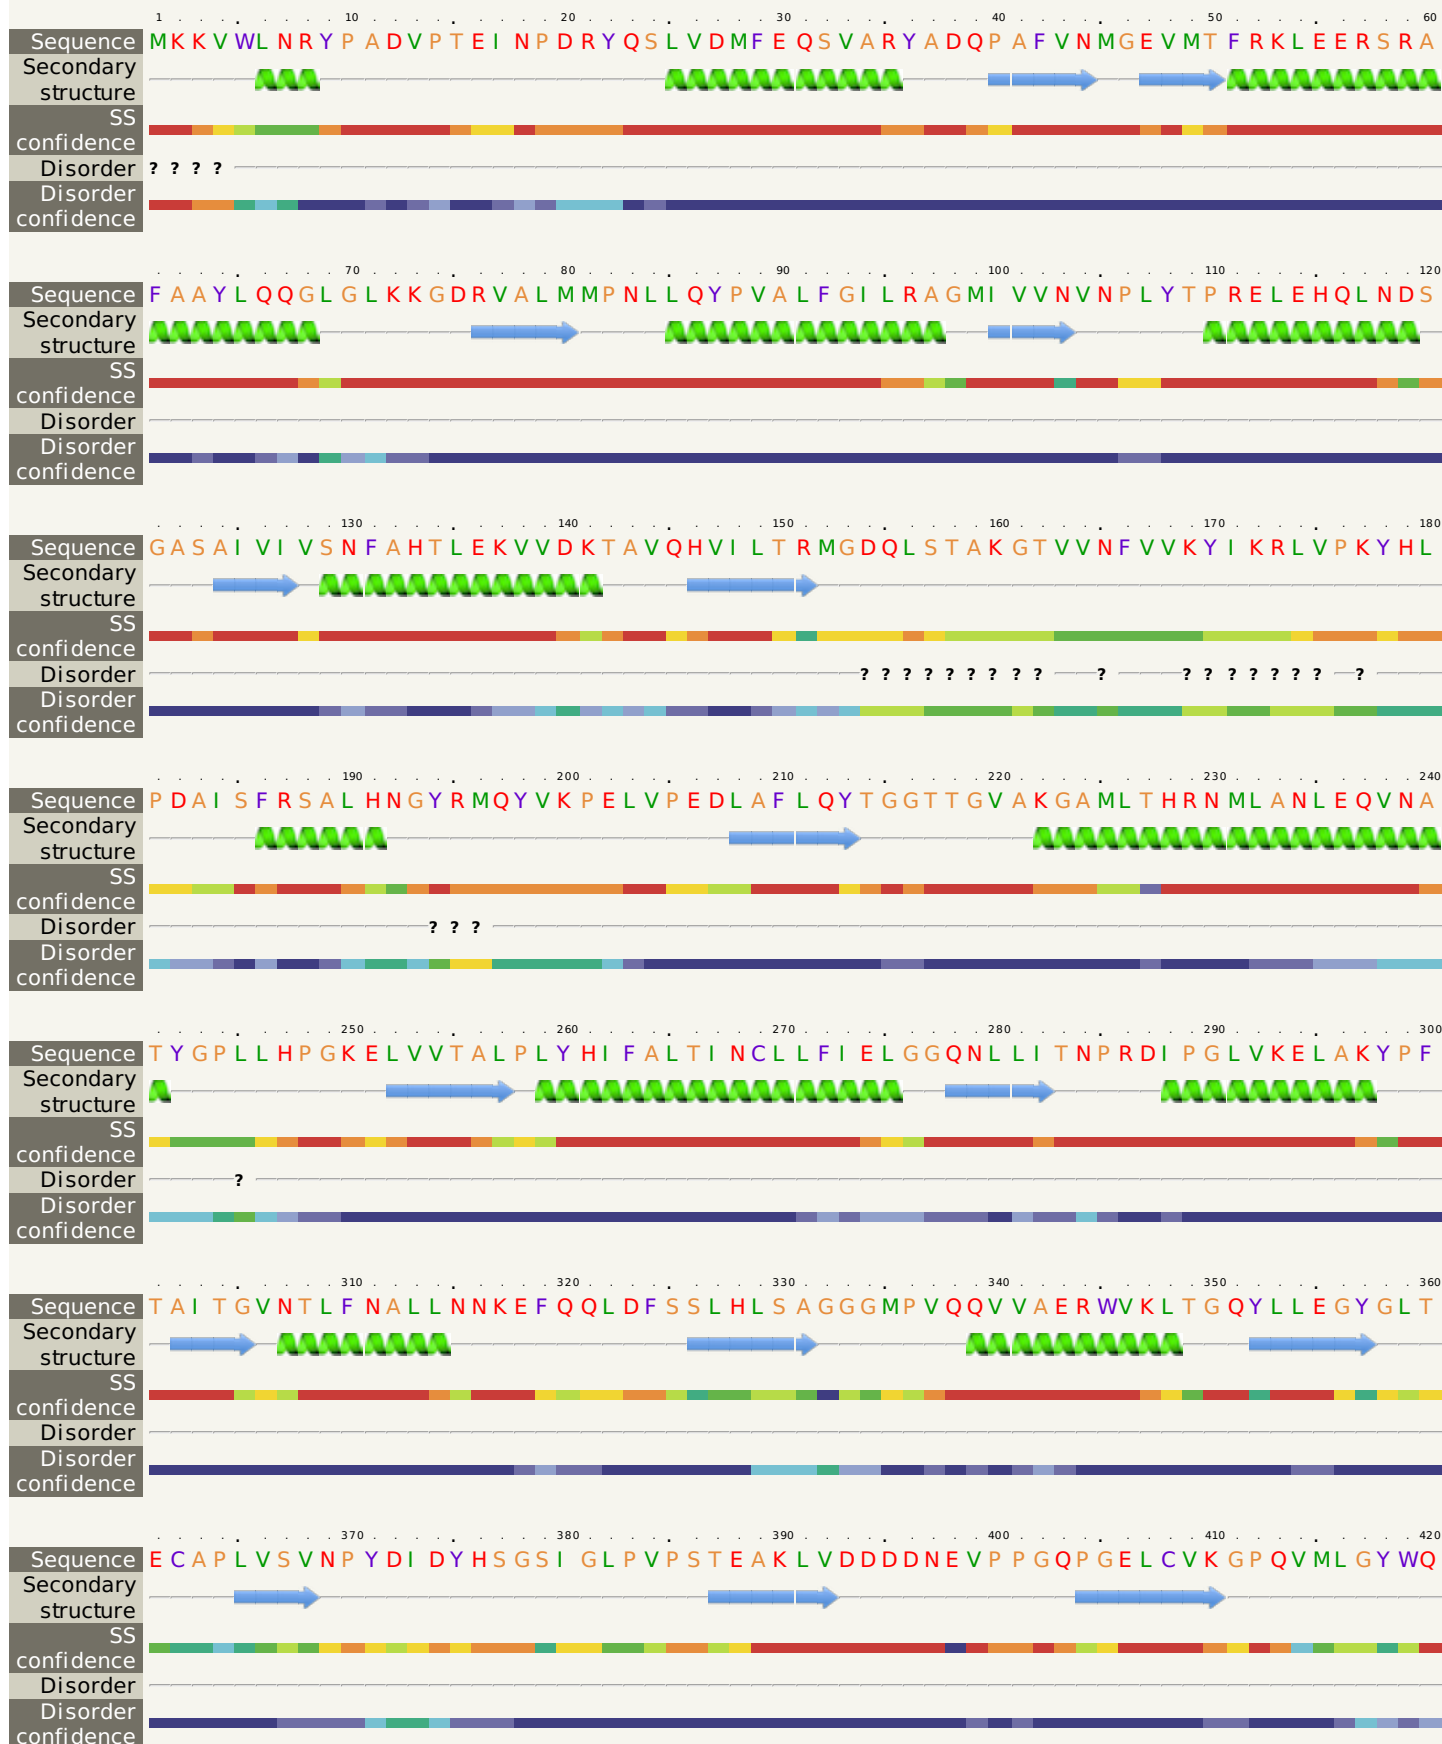 1 10 20 30 40 50 60
Sequence MKKVWLNRYPADVPTEINPDRYQSLVDMFEQSVARYADQPAFVNMGEVMTFRKLEERSRA
Secondary
structure
SS
confidence
Disorder ? ? ? ?
Disorder
confidence
70 80 90 100 110 120
Sequence FAAYLQQGLGLKKGDRVALMMPNLLQYPVALFGILRAGMIVVNVNPLYTPRELEHQLNDS
Secondary
structure
SS
confidence
Disorder
Disorder
confidence
130 140 150 160 170 180
Sequence GASAIVIVSNFAHTLEKVVDKTAVQHVILTRMGDQLSTAKGTVVNFVVKYIKRLVPKYHL
Secondary
structure
SS
confidence
Disorder ? ? ? ? ? ? ? ? ? ? ? ? ? ? ? ? ? ?
Disorder
confidence
190 200 210 220 230 240
Sequence PDAISFRSALHNGYRMQYVKPELVPEDLAFLQYTGGTTGVAKGAMLTHRNMLANLEQVNA
Secondary
structure
SS
confidence
Disorder ? ? ?
Disorder
confidence
250 260 270 280 290 300
Sequence TYGPLLHPGKELVVTALPLYHIFALTINCLLFIELGGQNLLITNPRDIPGLVKELAKYPF
Secondary
structure
SS
confidence
Disorder ?
Disorder
confidence
310 320 330 340 350 360
Sequence TAITGVNTLFNALLNNKEFQQLDFSSLHLSAGGGMPVQQVVAERWVKLTGQYLLEGYGLT
Secondary
structure
SS
confidence
Disorder
Disorder
confidence
370 380 390 400 410 420
Sequence ECAPLVSVNPYDIDYHSGSIGLPVPSTEAKLVDDDDNEVPPGQPGELCVKGPQVMLGYWQ
Secondary
structure
SS
confidence
Disorder
Disorder
confidence